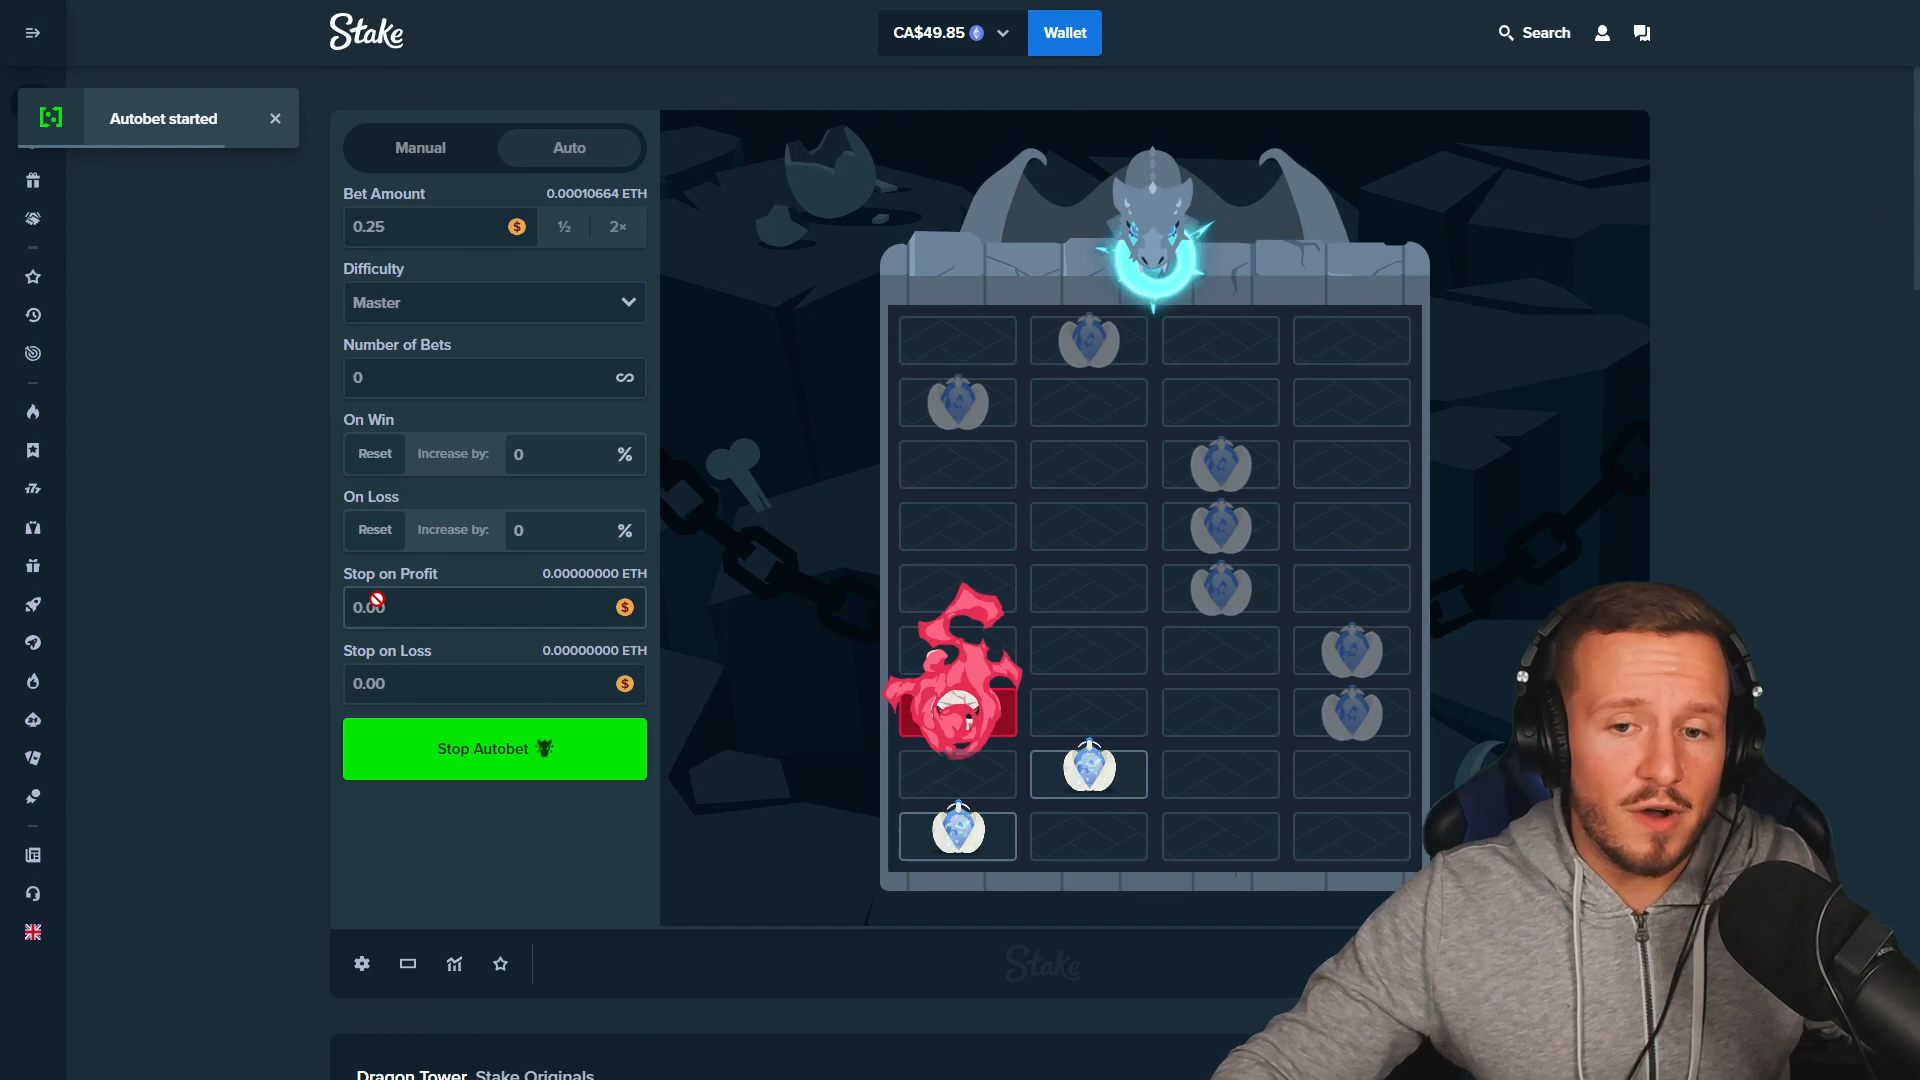 Stake
CA$49.85
Wallet
Search
Autobet started
Manual
Auto
Bet Amount
0.00010664 ETH
0.25
½
2×
Difficulty
Master
Number of Bets
0
On Win
Reset
Increase by:
0
%
On Loss
Reset
Increase by:
0
%
Stop on Profit
0.00000000 ETH
0.00
Stop on Loss
0.00000000 ETH
0.00
Stop Autobet
Stake
Dragon Tower Stake Originals